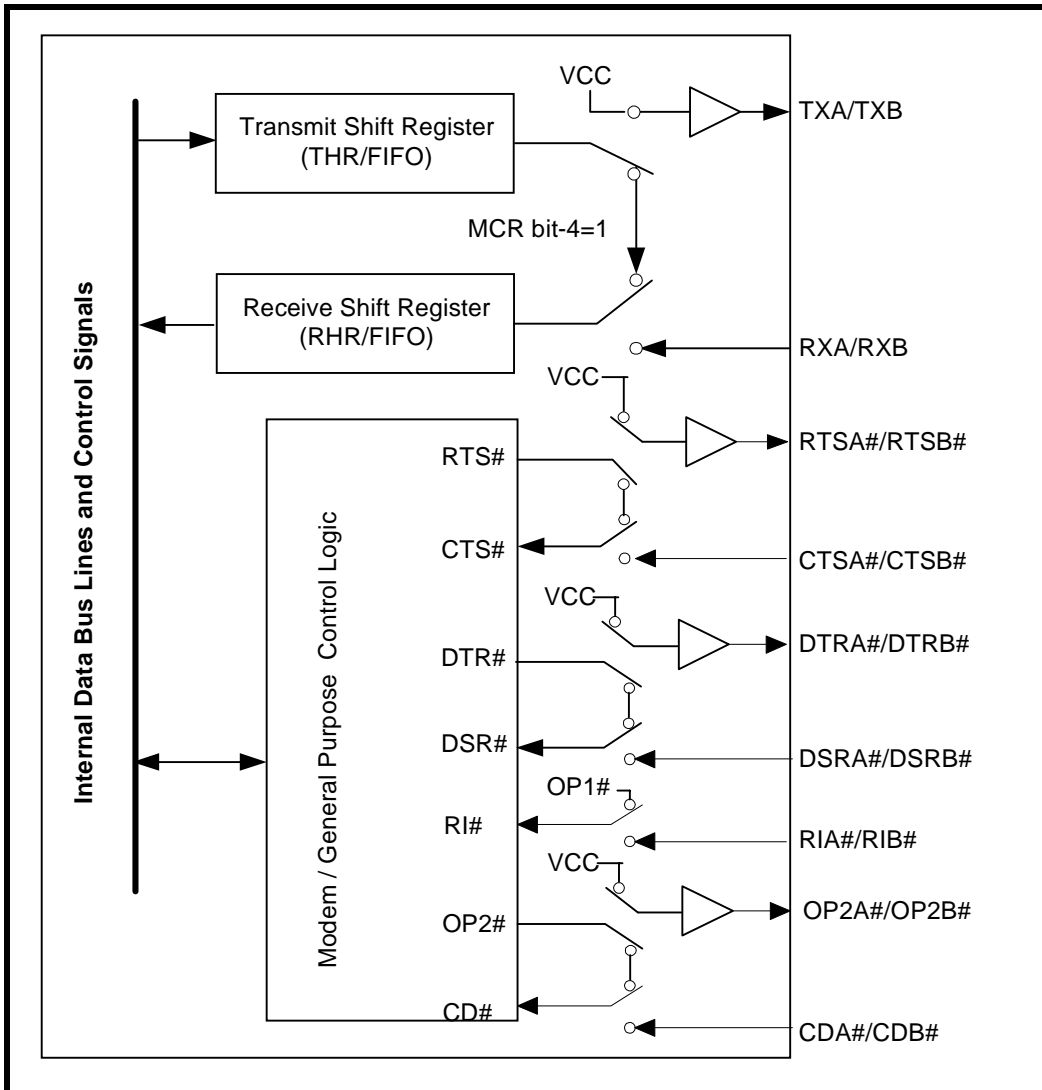 VCC
TXA/TXB
Transmit Shift Register
(THR/FIFO)
MCR bit-4=1
Receive Shift Register
(RHR/FIFO)
RXA/RXB
VCC
RTSA#/RTSB#
RTS#
CTS#
CTSA#/CTSB#
VCC
DTRA#/DTRB#
DTR#
DSR#
DSRA#/DSRB#
OP1#
RI#
RIA#/RIB#
VCC
OP2A#/OP2B#
OP2#
CD#
CDA#/CDB#
Internal Data Bus Lines and Control Signals
Modem / General Purpose Control Logic